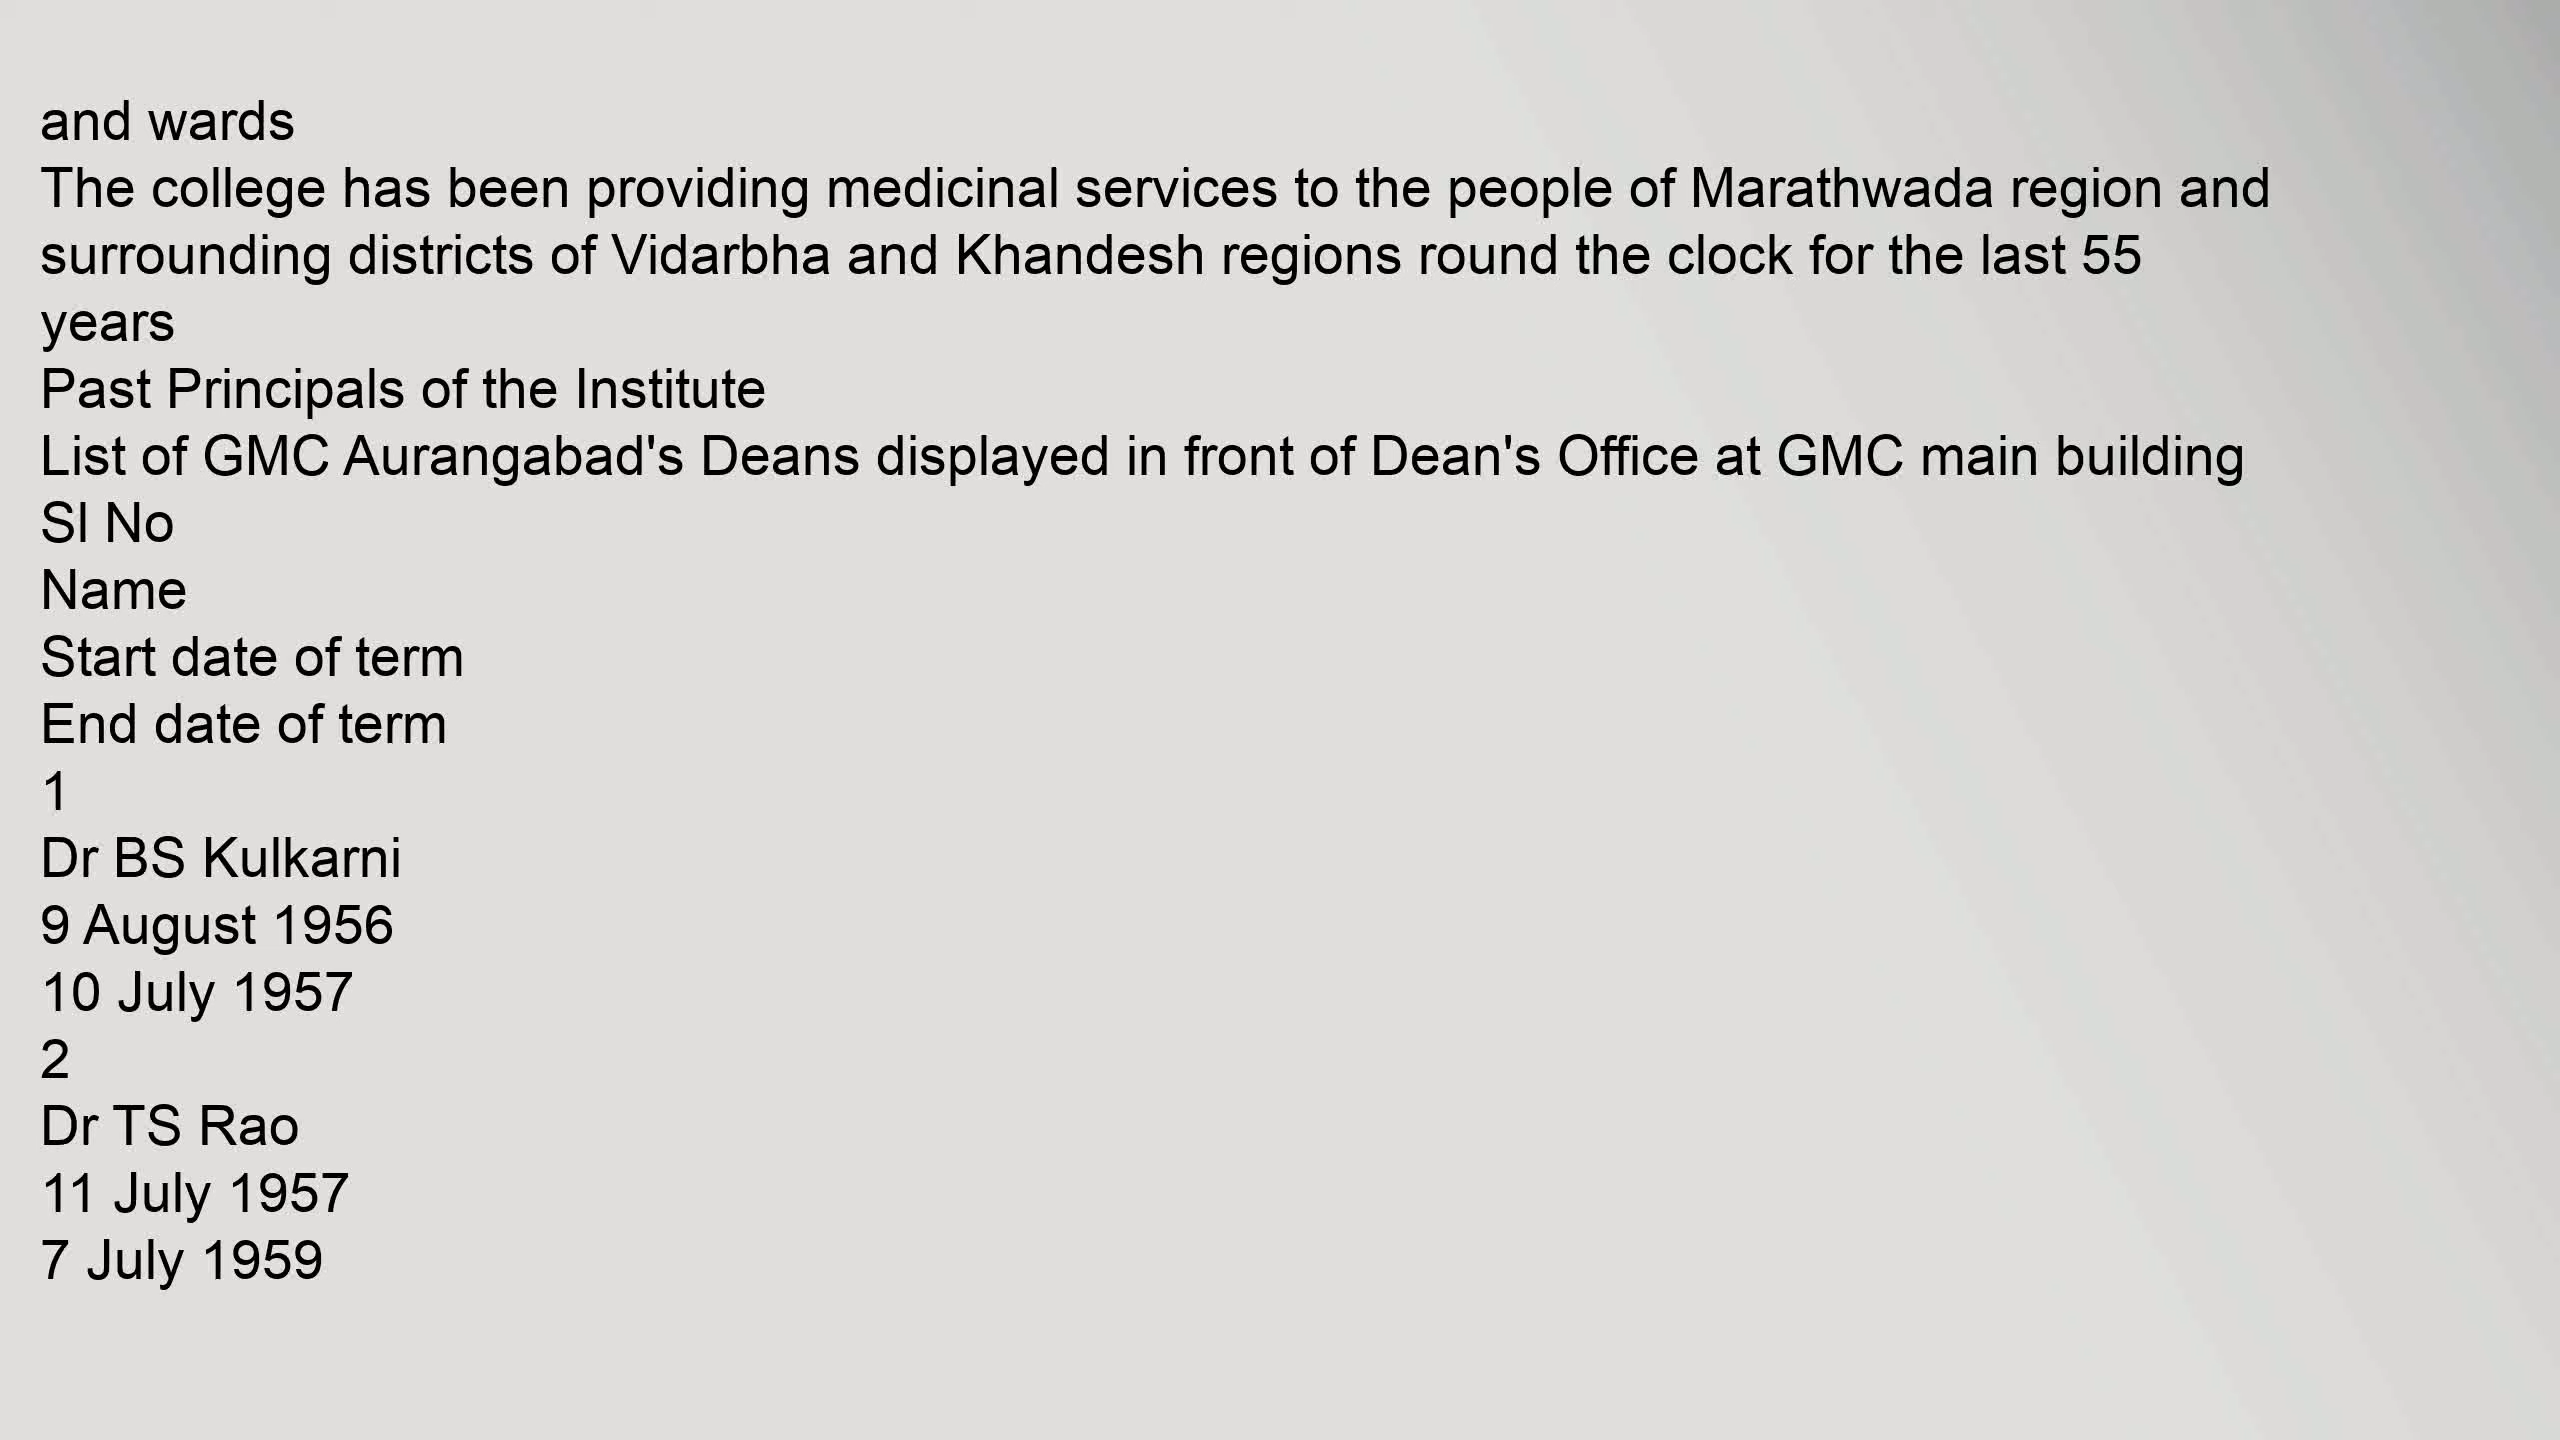 and wards
The college has been providing medicinal services to the people of Marathwada region and
surrounding districts of Vidarbha and Khandesh regions round the clock for the last 55
years
Past Principals of the Institute
List of GMC Aurangabad's Deans displayed in front of Dean's Office at GMC main building
Sl No
Name
Start date of term
End date of term
1
Dr BS Kulkarni
9 August 1956
10 July 1957
2
Dr TS Rao
11 July 1957
7 July 1959